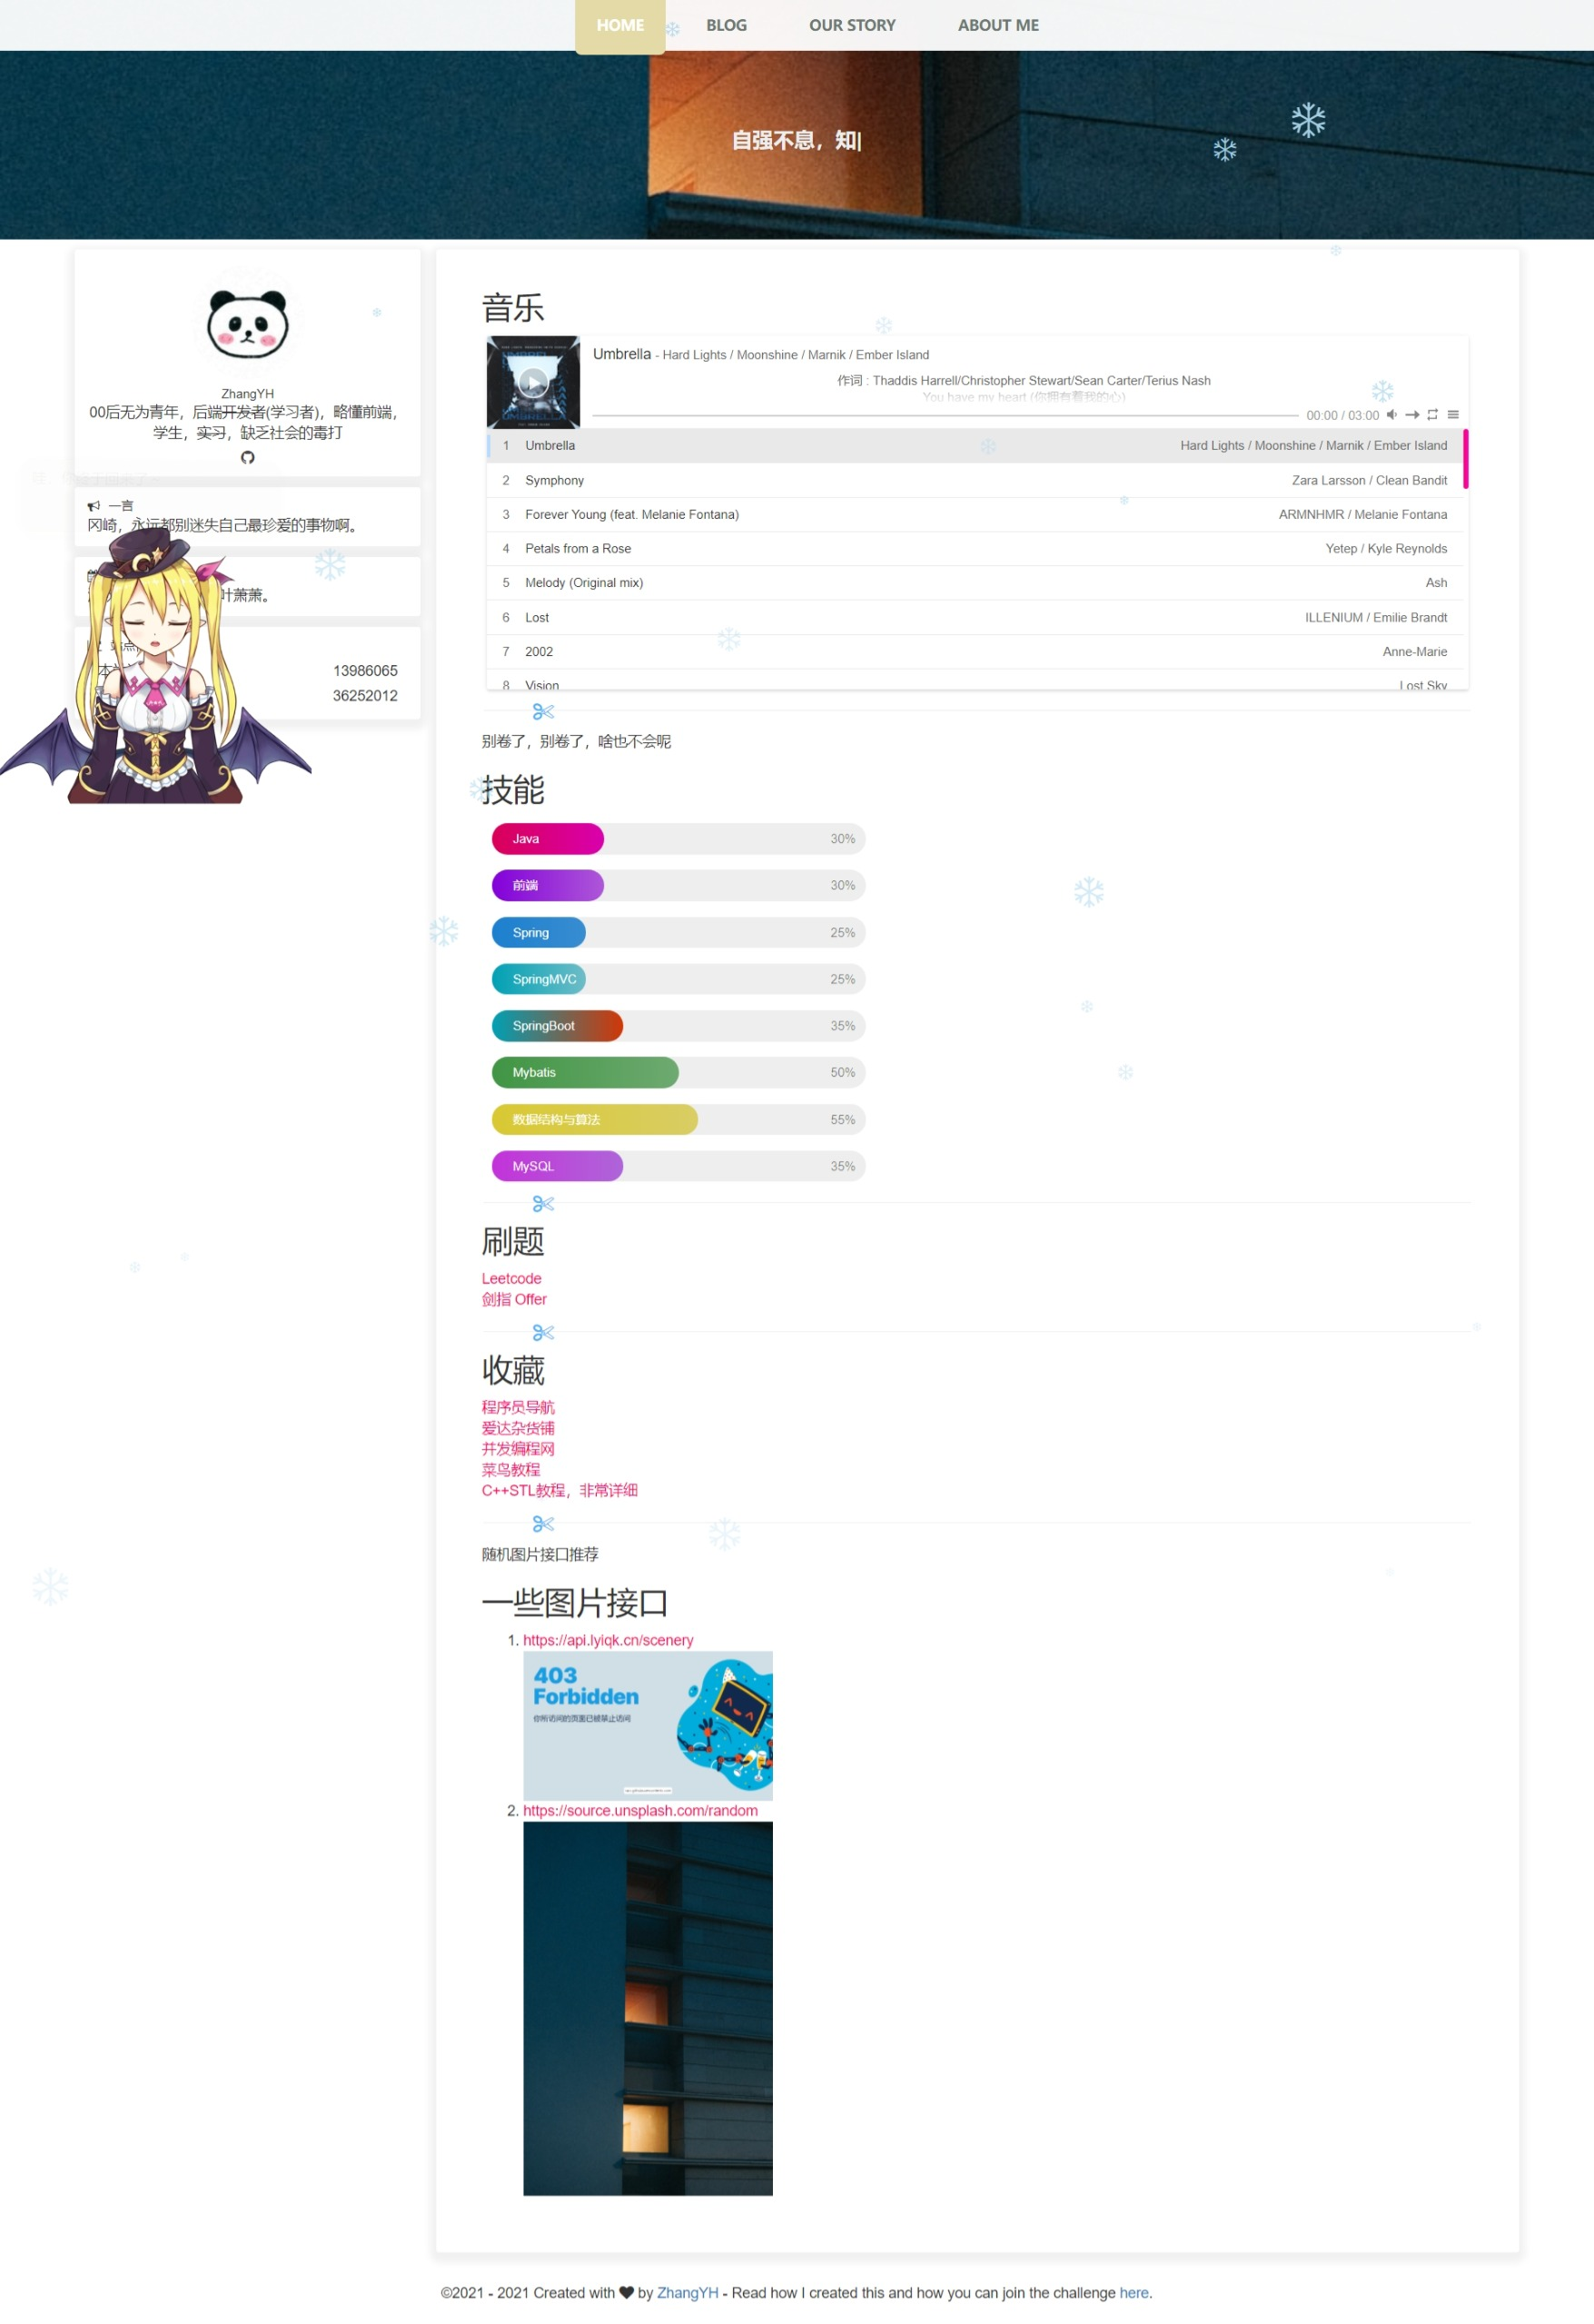 HOME
BLOG
OUR STORY
ABOUT ME
自强不息，知|
ZhangYH
00后无为青年，后端开发者(学习者)，略懂前端，
学生，实习，缺乏社会的毒打
一言
冈崎，永远都别迷失自己最珍爱的事物啊。
叶萧萧。
13986065
36252012
音乐
Umbrella - Hard Lights / Moonshine / Marnik / Ember Island
作词 : Thaddis Harrell/Christopher Stewart/Sean Carter/Terius Nash
You have my heart (你拥有着我的心)
00:00 / 03:00
1 Umbrella Hard Lights / Moonshine / Marnik / Ember Island
2 Symphony Zara Larsson / Clean Bandit
3 Forever Young (feat. Melanie Fontana) ARMNHMR / Melanie Fontana
4 Petals from a Rose Yetep / Kyle Reynolds
5 Melody (Original mix) Ash
6 Lost ILLENIUM / Emilie Brandt
7 2002 Anne-Marie
8 Vision Lost Sky
别卷了，别卷了，啥也不会呢
技能
Java 30%
前端 30%
Spring 25%
SpringMVC 25%
SpringBoot 35%
Mybatis 50%
数据结构与算法 55%
MySQL 35%
刷题
Leetcode
剑指 Offer
收藏
程序员导航
爱达杂货铺
并发编程网
菜鸟教程
C++STL教程，非常详细
随机图片接口推荐
一些图片接口
1. https://api.lyiqk.cn/scenery
403
Forbidden
你所访问的页面已被禁止访问
2. https://source.unsplash.com/random
©2021 - 2021 Created with ♥ by ZhangYH - Read how I created this and how you can join the challenge here.